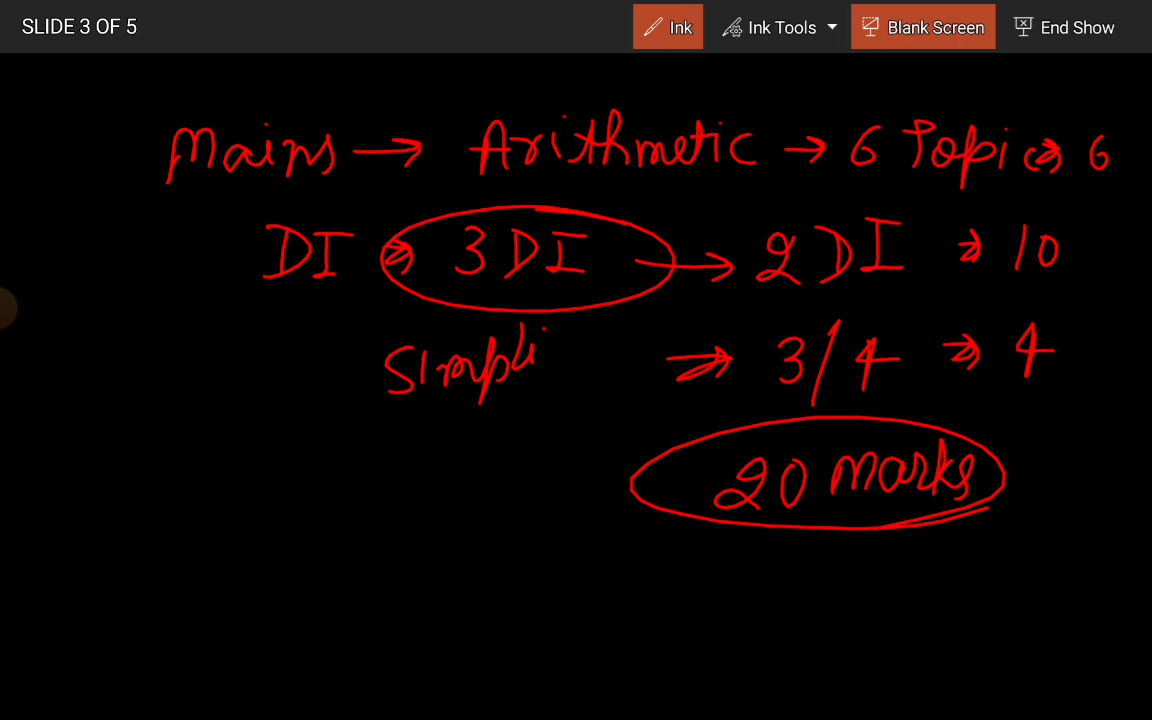 SLIDE 3 OF 5 Ink Ink Tools Blank Screen End Show
Mains → Arithmetic → 6 Topic → 6
DI → 3 DI → 2 DI → 10
Simpli → 3/4 → 4
20 marks